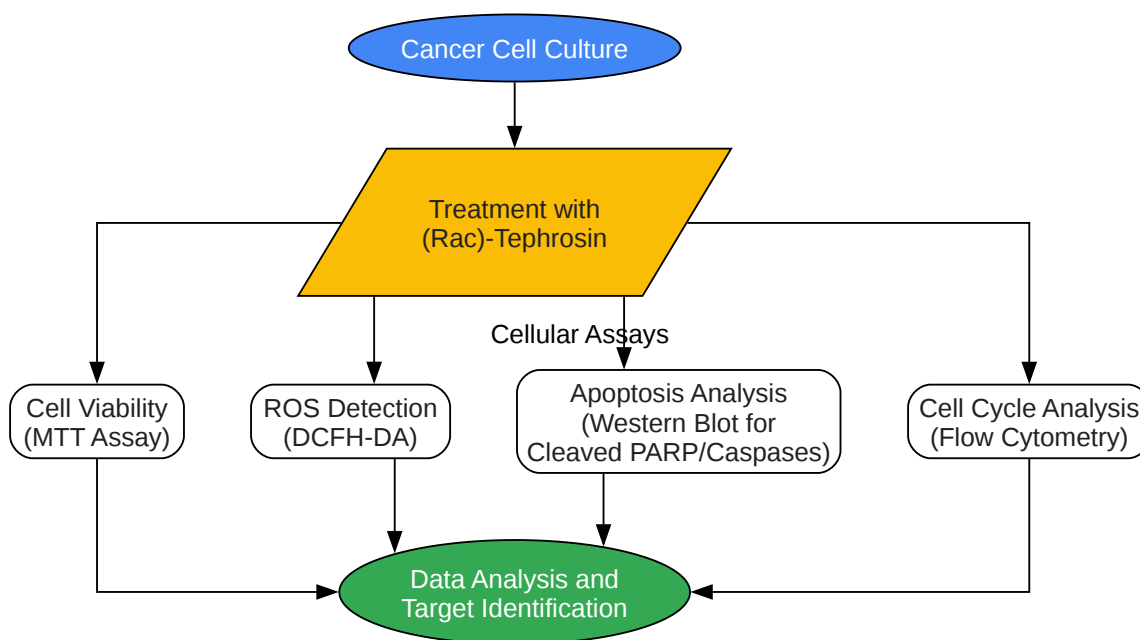 Cancer Cell Culture
Treatment with
(Rac)-Tephrosin
Cellular Assays
Cell Viability
(MTT Assay)
ROS Detection
(DCFH-DA)
Apoptosis Analysis
(Western Blot for
Cleaved PARP/Caspases)
Cell Cycle Analysis
(Flow Cytometry)
Data Analysis and
Target Identification